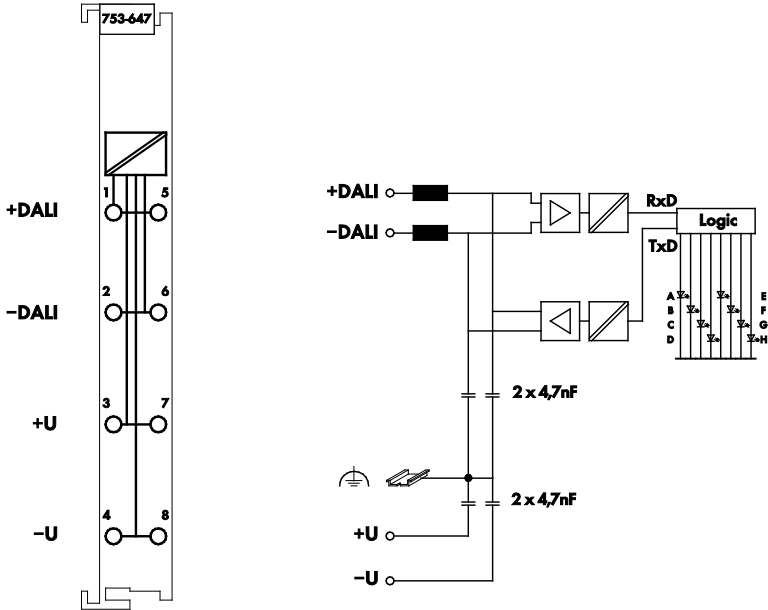 753-647
1 5
+DALI
2 6
−DALI
3 7
+U
4 8
−U
+DALI
−DALI
RxD
Logic
TxD
A E
B F
C G
D H
2 x 4,7nF
2 x 4,7nF
+U
−U